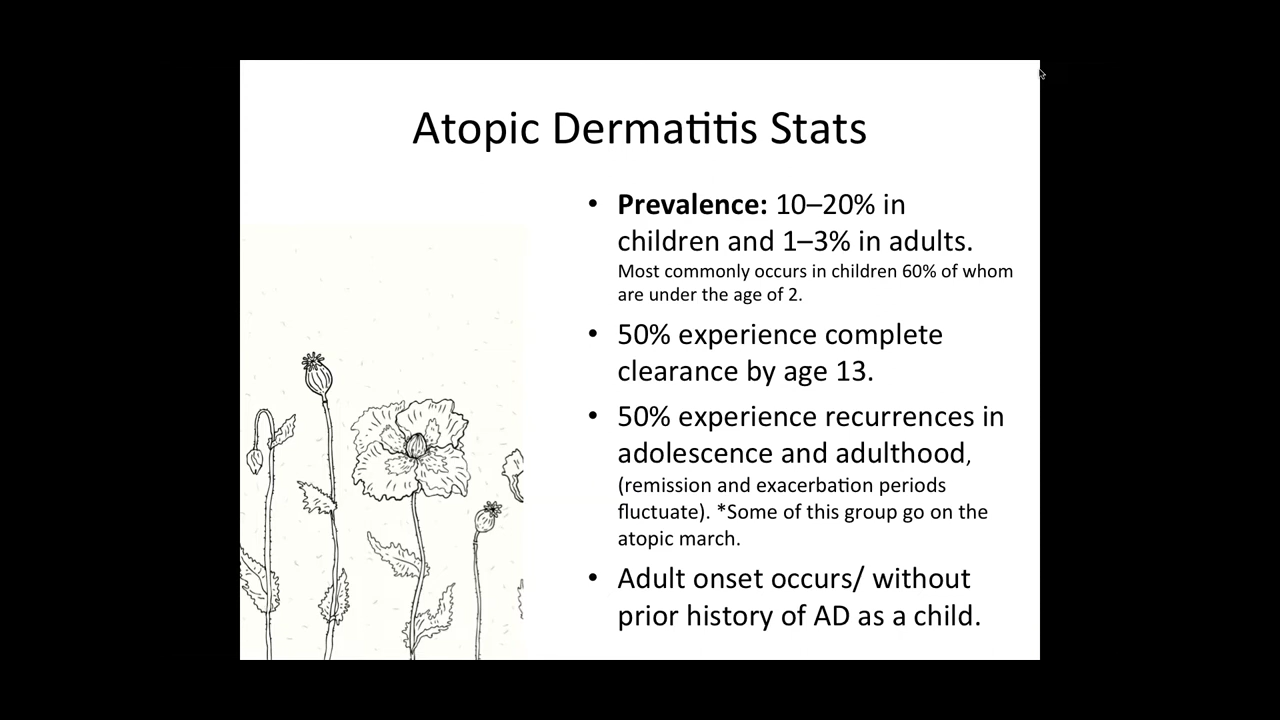 Atopic Dermatitis Stats
• Prevalence: 10–20% in
children and 1–3% in adults.
Most commonly occurs in children 60% of whom
are under the age of 2.
• 50% experience complete
clearance by age 13.
• 50% experience recurrences in
adolescence and adulthood,
(remission and exacerbation periods
fluctuate). *Some of this group go on the
atopic march.
• Adult onset occurs/ without
prior history of AD as a child.